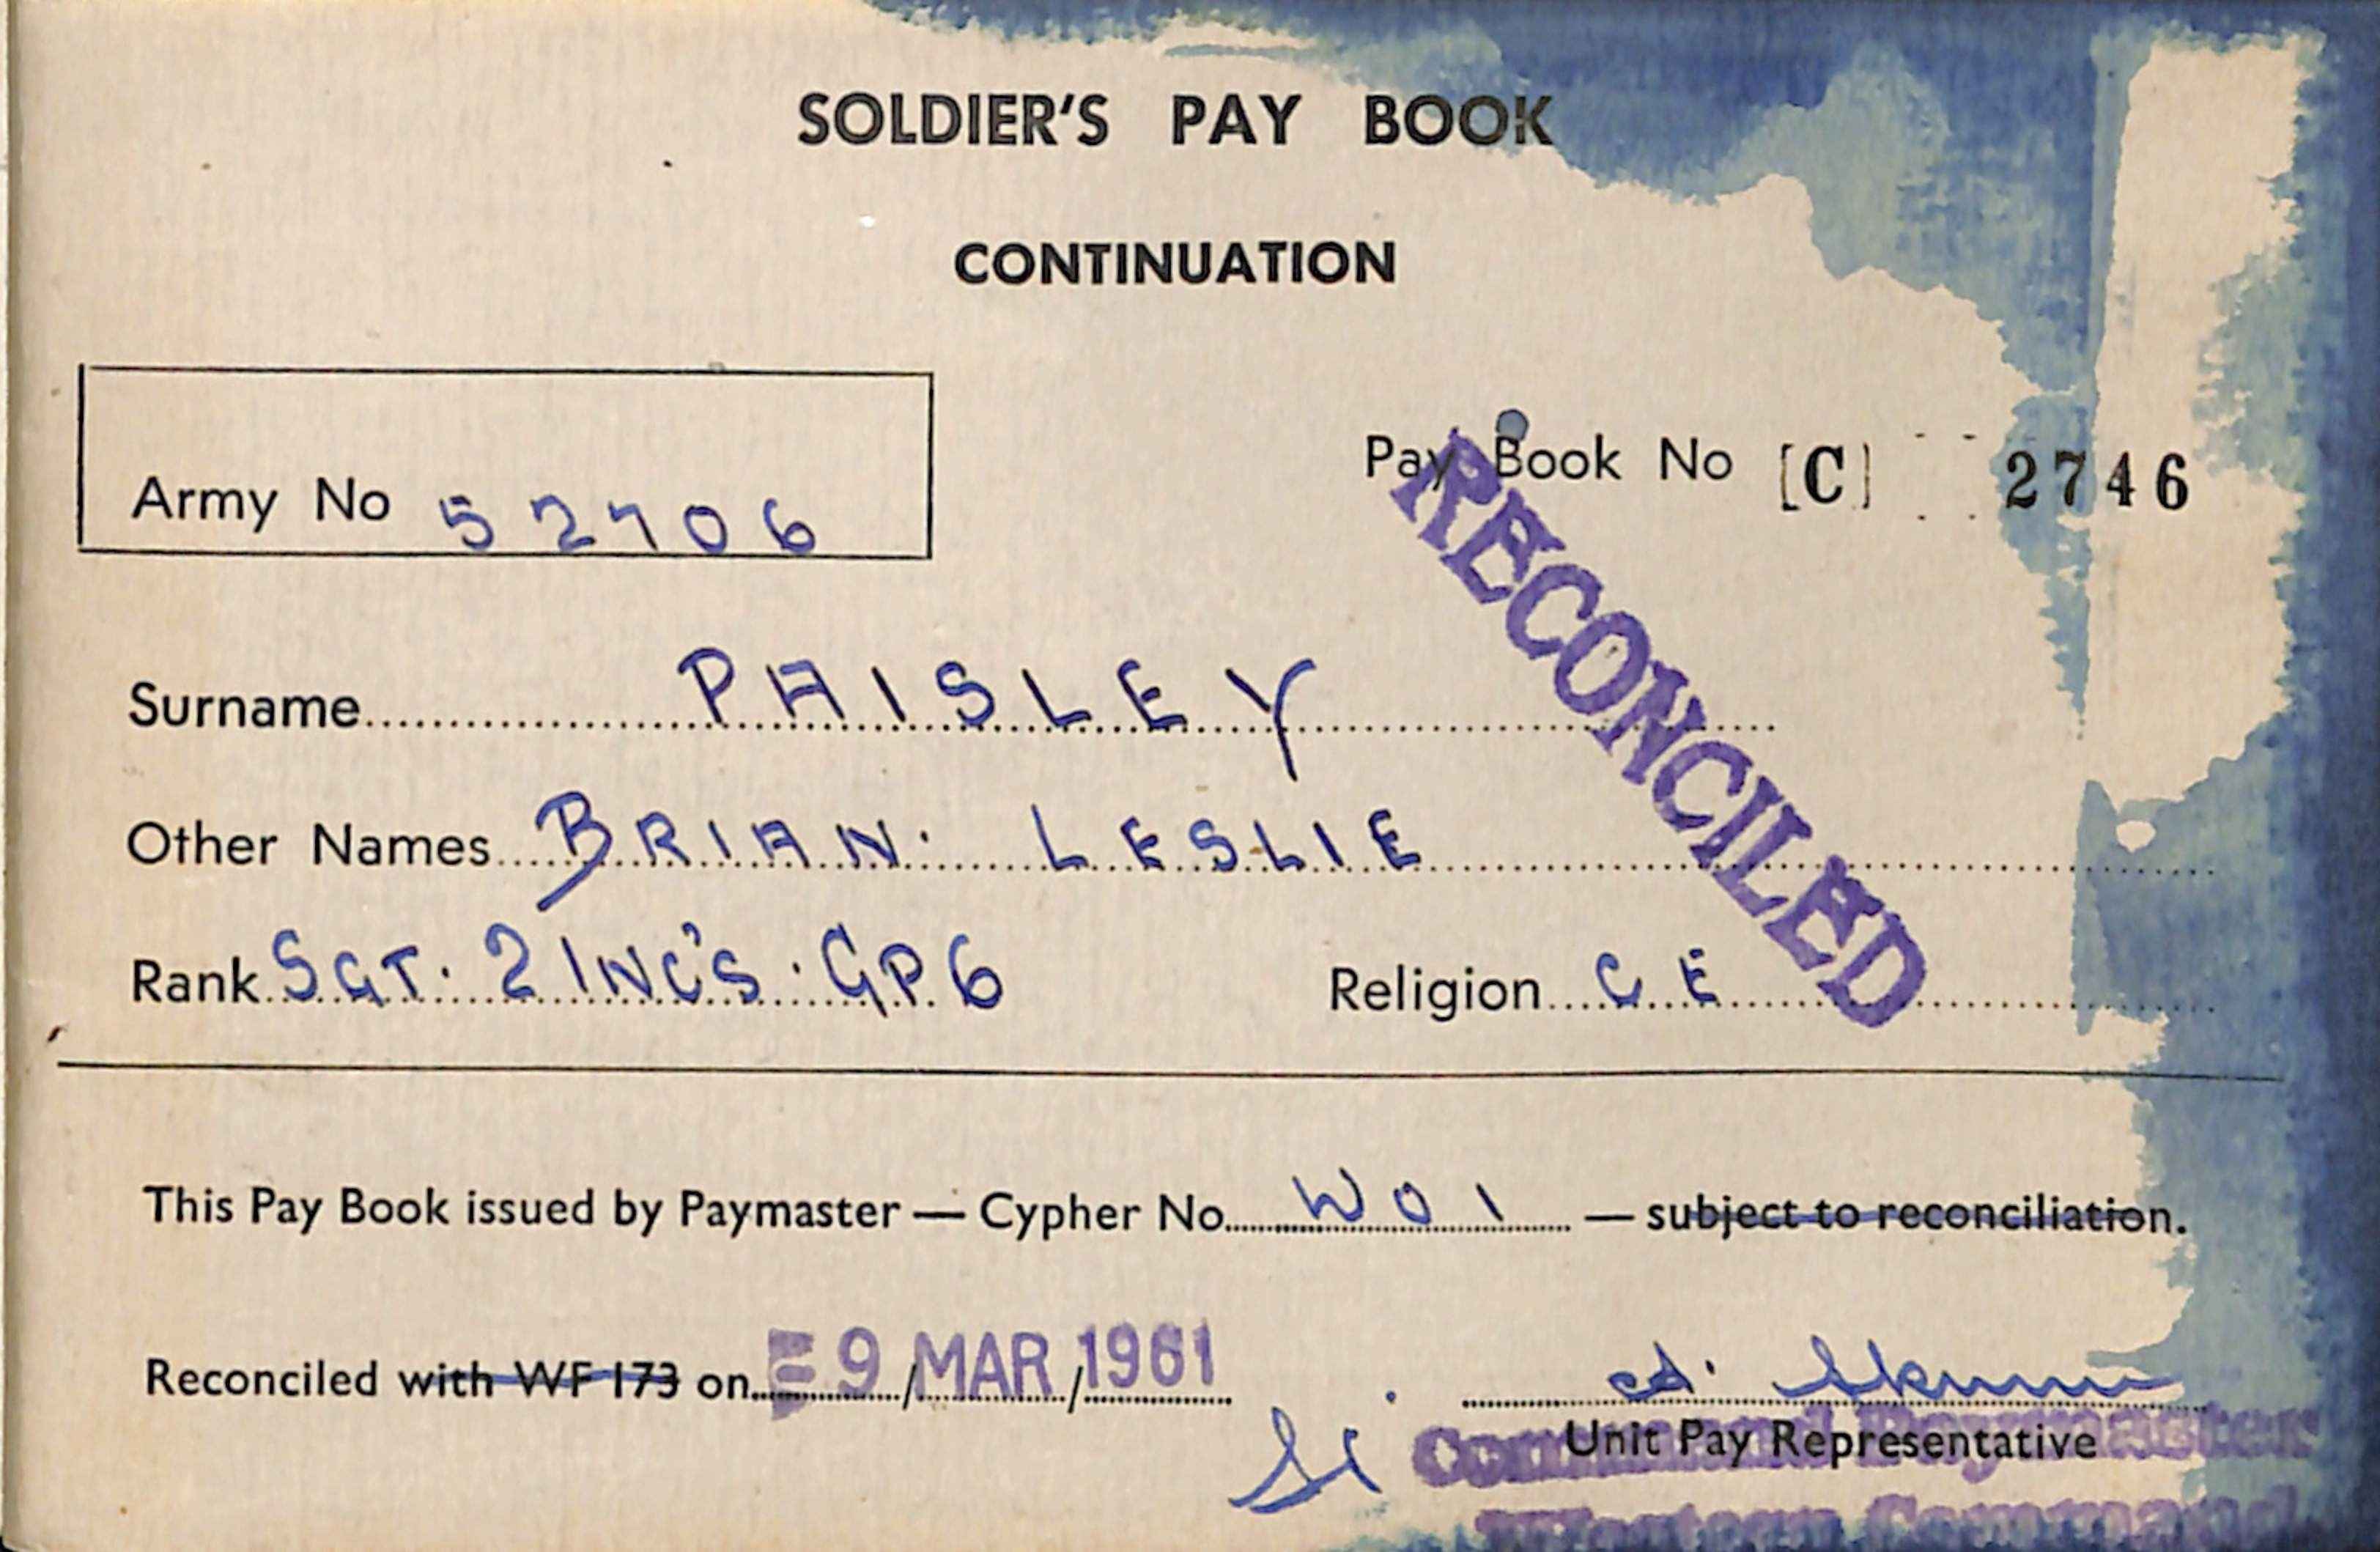 SOLDIER'S PAY BOOK
CONTINUATION
Army No 52706
Pay Book No [C] 2746
RECONCILED
Surname PAISLEY
Other Names BRIAN. LESLIE
Rank SGT. 2 INC'S. GP 6 Religion C E
This Pay Book issued by Paymaster — Cypher No. W01 — subject to reconciliation.
Reconciled with WF 173 on 9/MAR/1961
Unit Pay Representative
Command Paymaster
Western Command